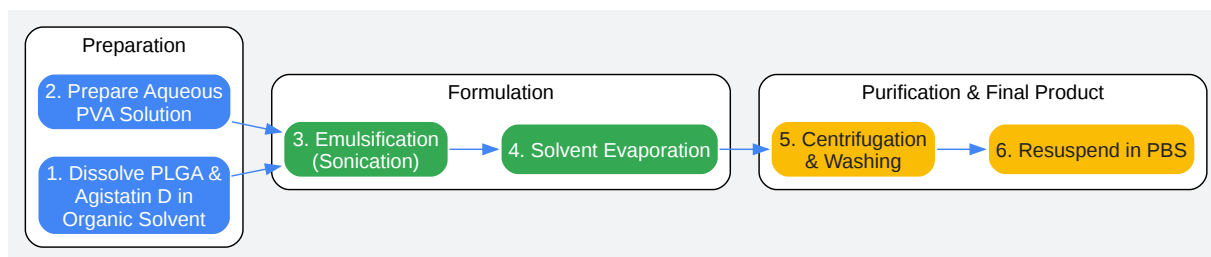 Preparation
2. Prepare Aqueous
PVA Solution
1. Dissolve PLGA &
Agistatin D in
Organic Solvent
Formulation
3. Emulsification
(Sonication)
4. Solvent Evaporation
Purification & Final Product
5. Centrifugation
& Washing
6. Resuspend in PBS